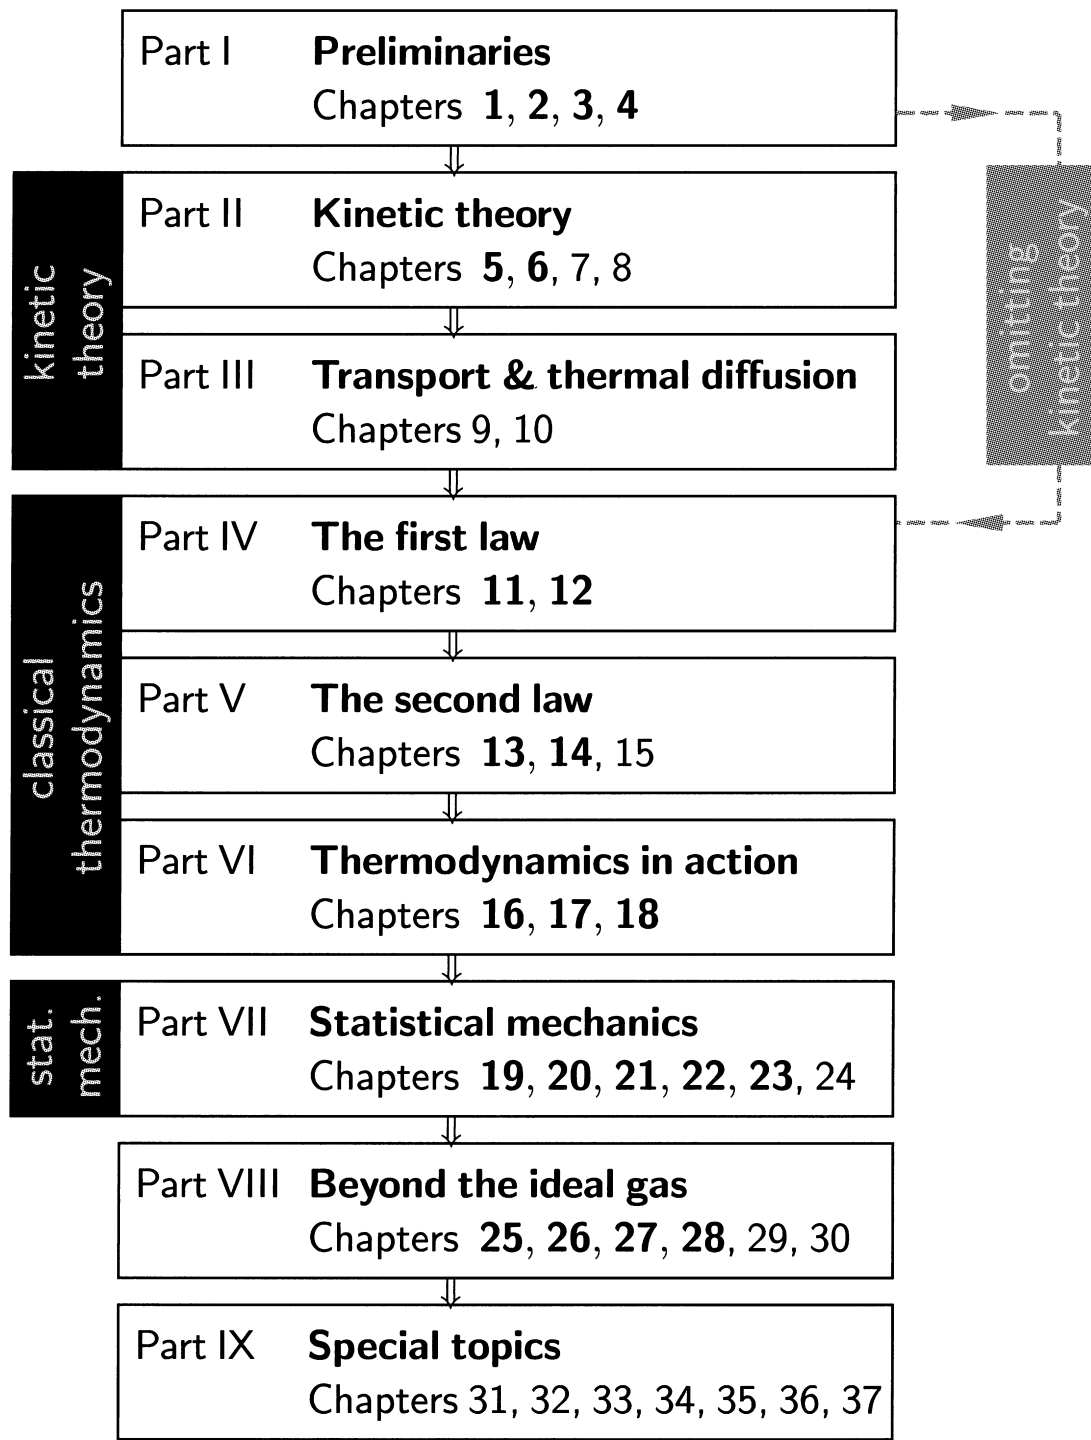 Part I Preliminaries
Chapters 1, 2, 3, 4
Part II Kinetic theory
Chapters 5, 6, 7, 8
Part III Transport & thermal diffusion
Chapters 9, 10
kinetic
theory
omitting
kinetic theory
Part IV The first law
Chapters 11, 12
Part V The second law
Chapters 13, 14, 15
Part VI Thermodynamics in action
Chapters 16, 17, 18
classical
thermodynamics
Part VII Statistical mechanics
Chapters 19, 20, 21, 22, 23, 24
stat.
mech.
Part VIII Beyond the ideal gas
Chapters 25, 26, 27, 28, 29, 30
Part IX Special topics
Chapters 31, 32, 33, 34, 35, 36, 37